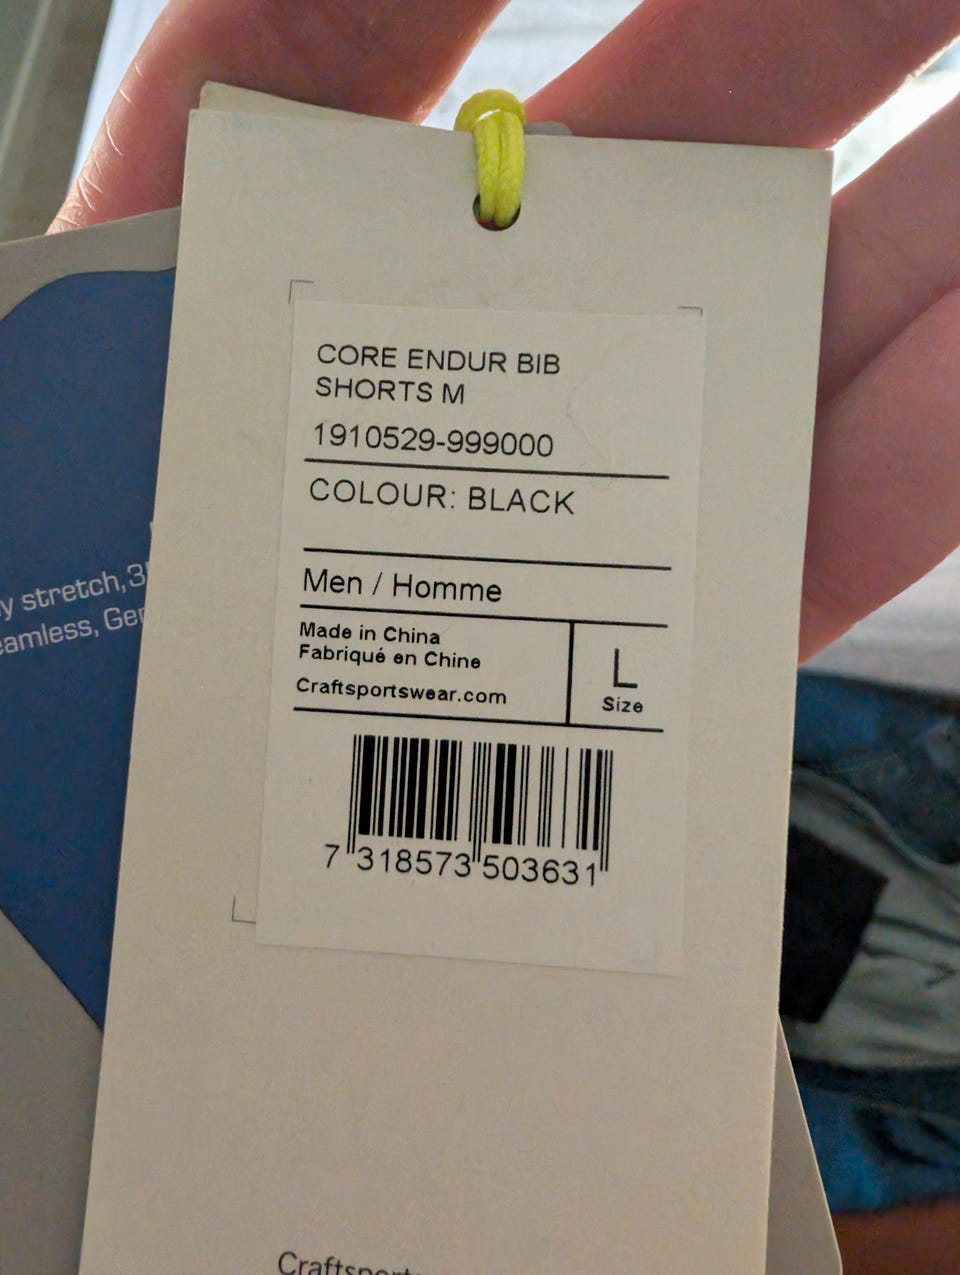 CORE ENDUR BIB
SHORTS M
1910529-999000
COLOUR: BLACK
Men / Homme
Made in China
Fabriqué en Chine
Craftsportswear.com
L
Size
7 318573 503631
y stretch, 3
eamless, Ge
Craftsports